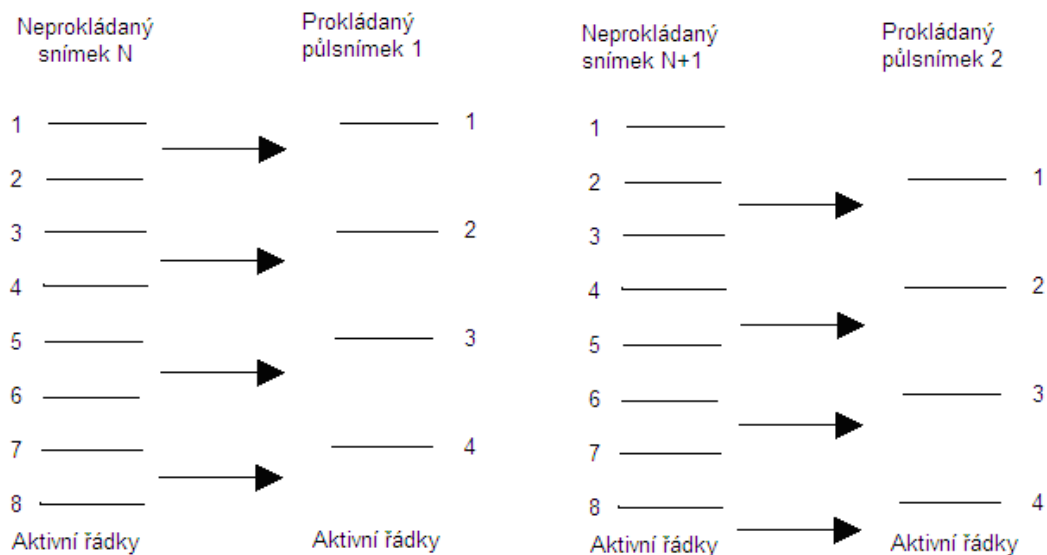 Neprokládaný
snímek N
1
2
3
4
5
6
7
8
Aktivní řádky
Prokládaný
půlsnímek 1
1
2
3
4
Aktivní řádky
Neprokládaný
snímek N+1
1
2
3
4
5
6
7
8
Aktivní řádky
Prokládaný
půlsnímek 2
1
2
3
4
Aktivní řádky